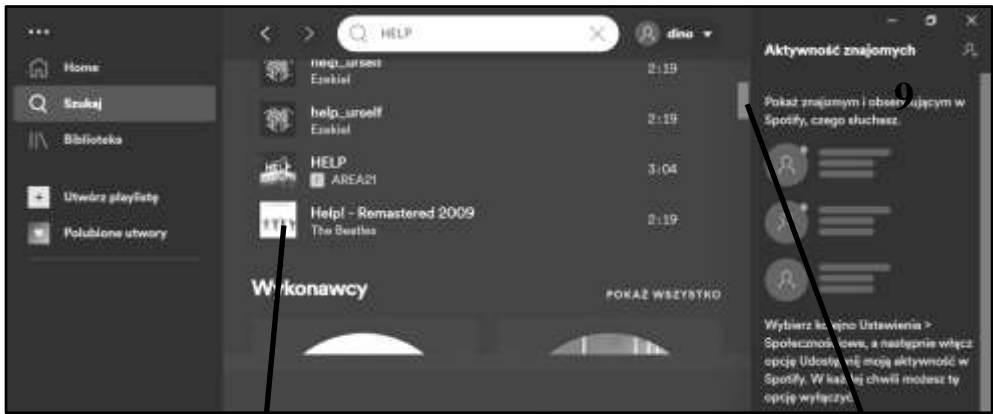 HELP
dino
Home
Szukaj
Biblioteka
Utwórz playlistę
Polubione utwory
help_urself
Ezekiel
2:19
help_urself
Ezekiel
2:19
HELP
E AREA21
3:04
Help! - Remastered 2009
The Beatles
2:19
Wykonawcy
POKAŻ WSZYSTKO
Aktywność znajomych
9
Pokaż znajomym i obserwującym w
Spotify, czego słuchasz.
Wybierz kolejno Ustawienia >
Społecznościowe, a następnie włącz
opcję Udostępnij moją aktywność w
Spotify. W każdej chwili możesz tę
opcję wyłączyć.